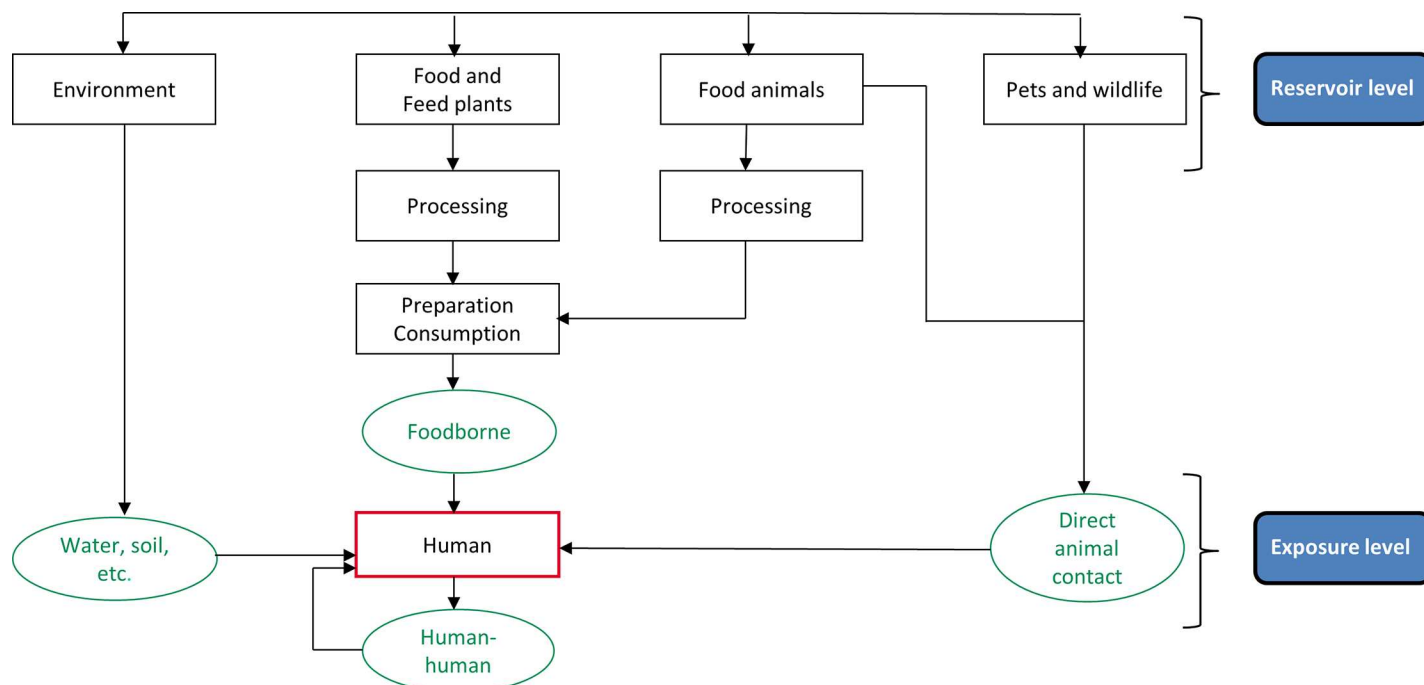 Environment
Food and
Feed plants
Food animals
Pets and wildlife
Reservoir level
Processing
Processing
Preparation
Consumption
Foodborne
Water, soil,
etc.
Human
Direct
animal
contact
Exposure level
Human-
human